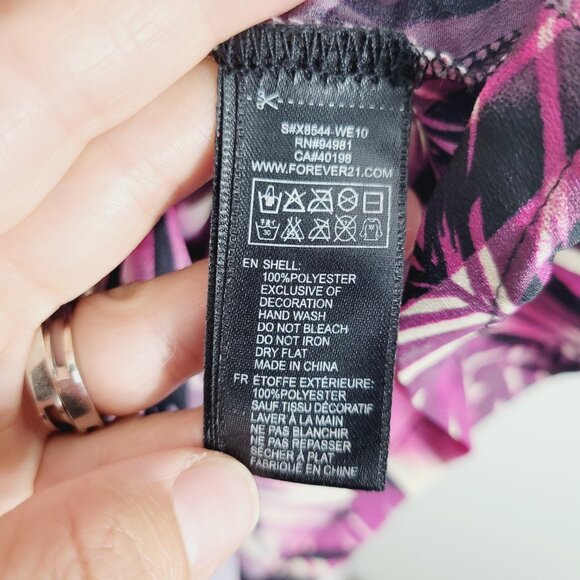 S#X8544-WE10
RN#94981
CA#40198
WWW.FOREVER21.COM
EN SHELL:
100%POLYESTER
EXCLUSIVE OF
DECORATION
HAND WASH
DO NOT BLEACH
DO NOT IRON
DRY FLAT
MADE IN CHINA
FR ÉTOFFE EXTÉRIEURE:
100%POLYESTER
SAUF TISSU DÉCORATIF
LAVER À LA MAIN
NE PAS BLANCHIR
NE PAS REPASSER
SÉCHER À PLAT
FABRIQUÉ EN CHINE